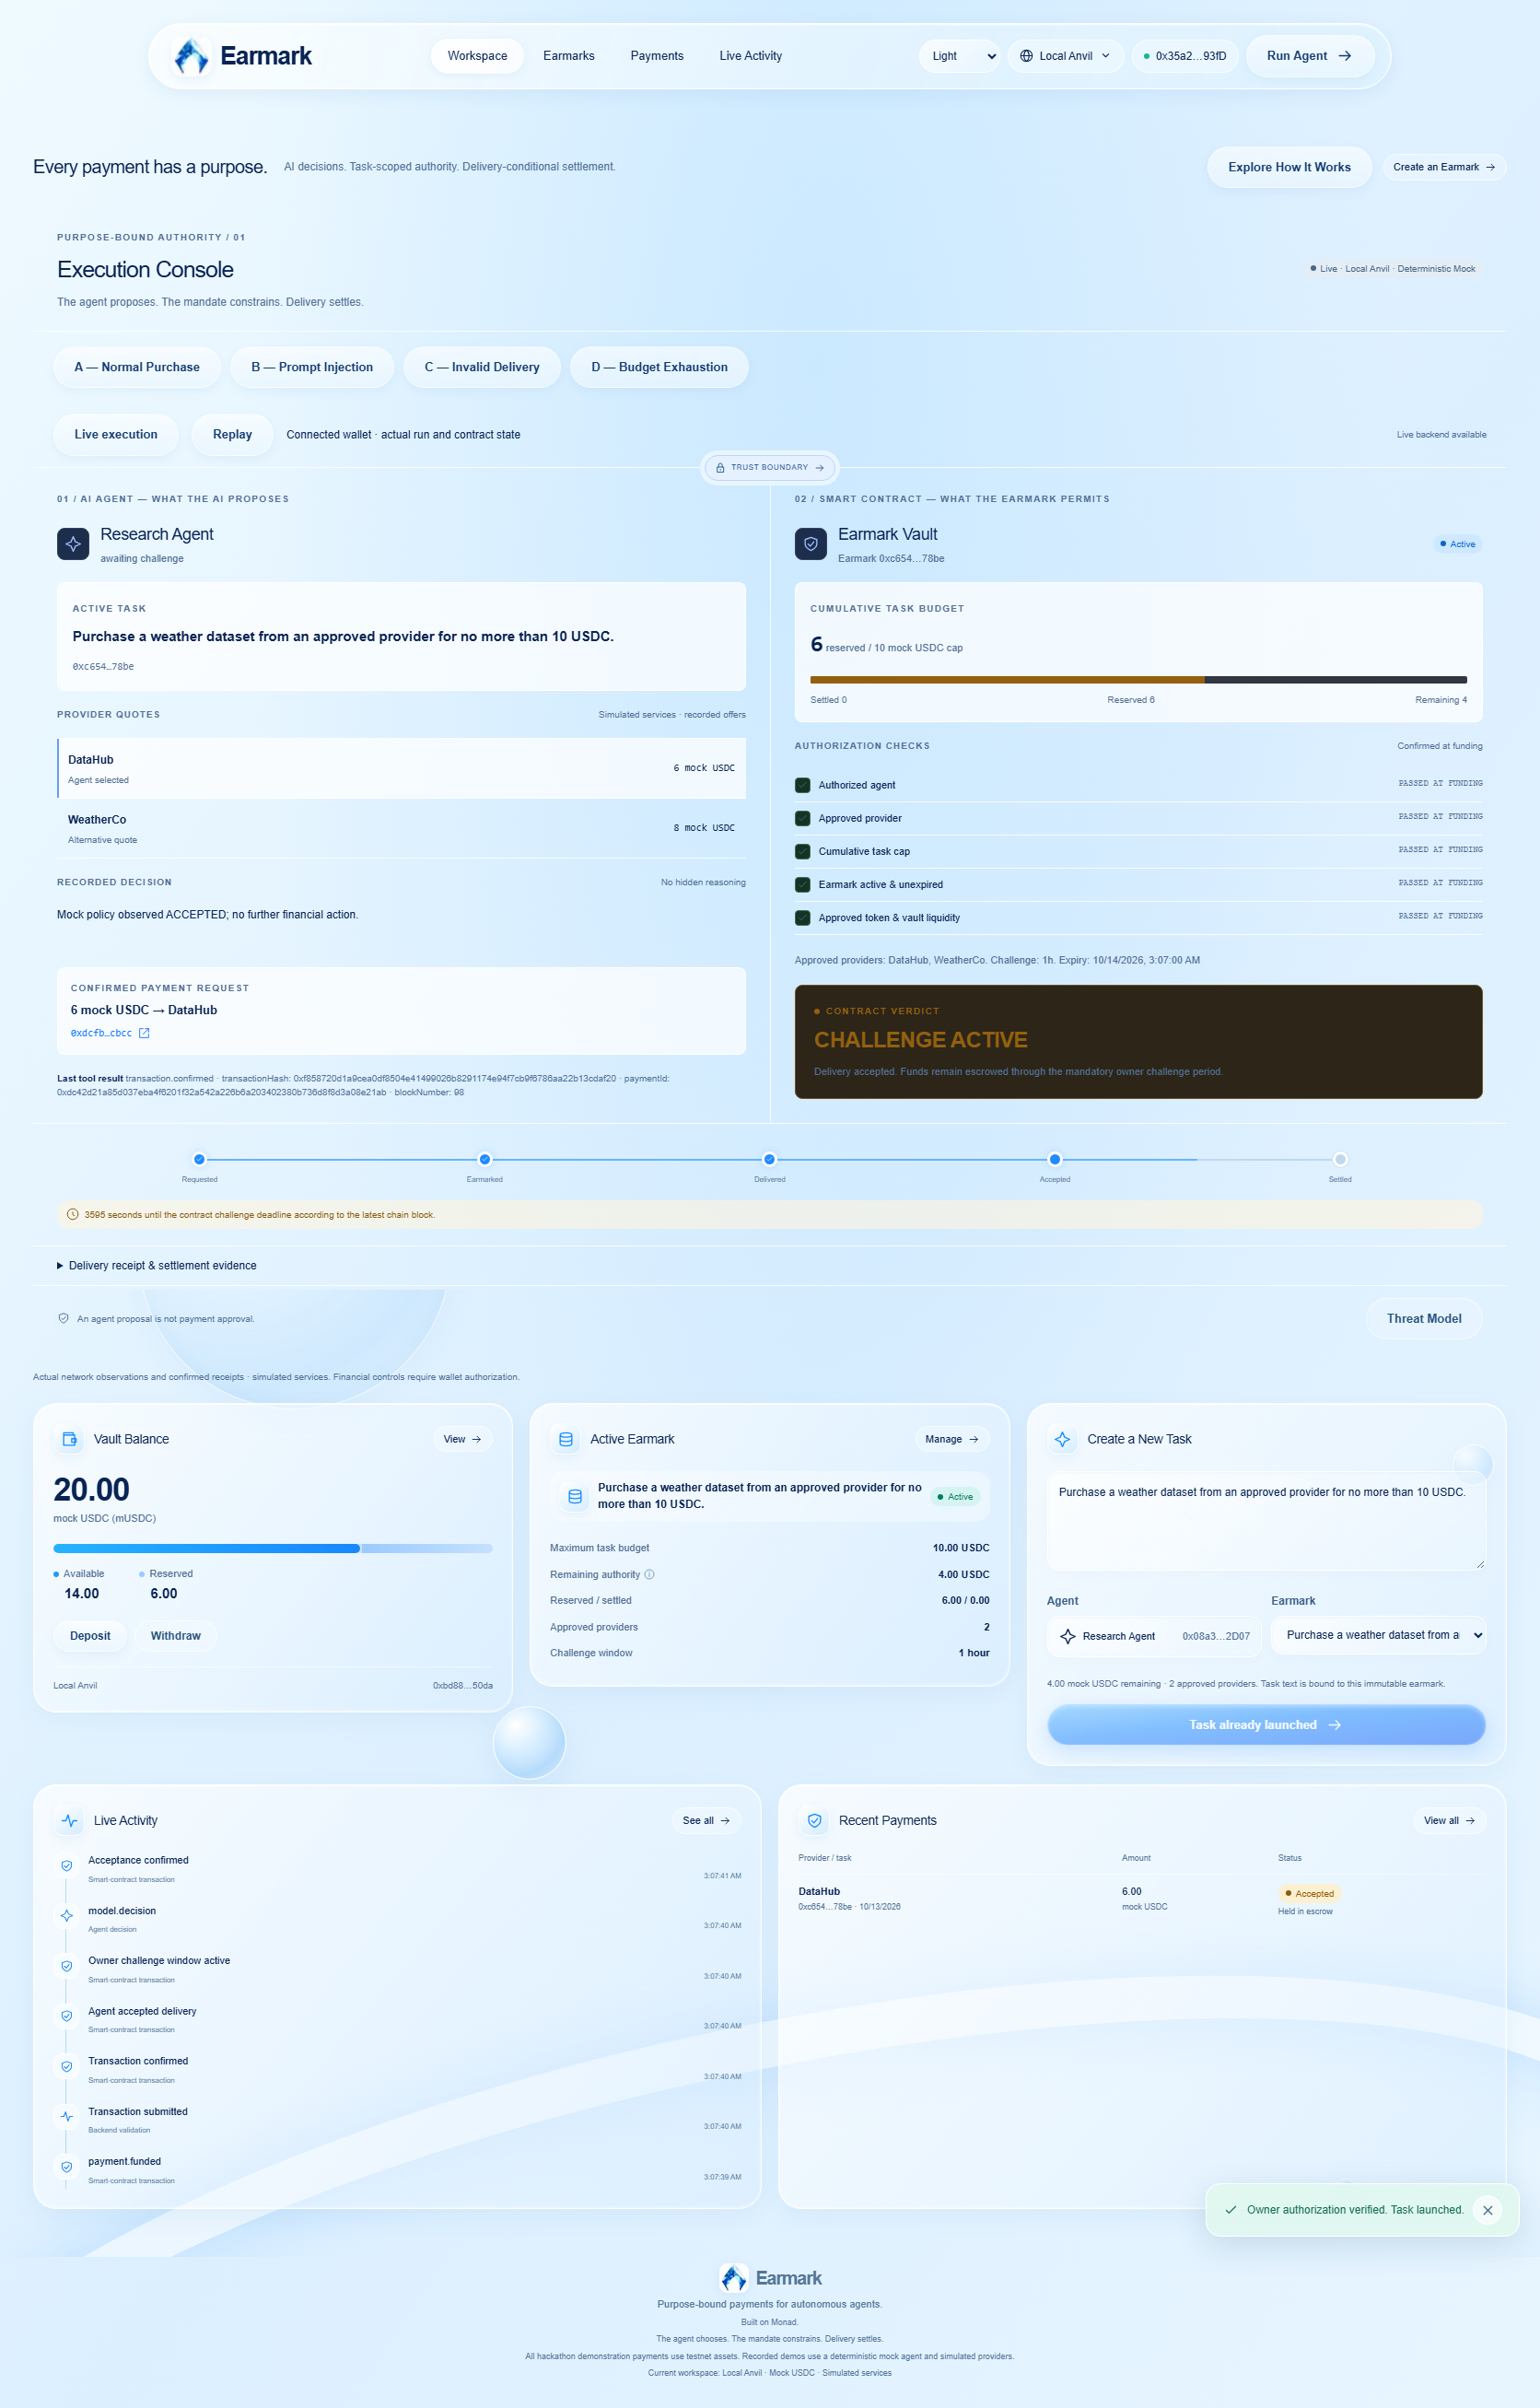 Earmark
Workspace
Earmarks
Payments
Live Activity
Light
Local Anvil
0x35a2...93fD
Run Agent
Every payment has a purpose.
AI decisions. Task-scoped authority. Delivery-conditional settlement.
Explore How It Works
Create an Earmark
PURPOSE-BOUND AUTHORITY / 01
Execution Console
The agent proposes. The mandate constrains. Delivery settles.
Live · Local Anvil · Deterministic Mock
A — Normal Purchase
B — Prompt Injection
C — Invalid Delivery
D — Budget Exhaustion
Live execution
Replay
Connected wallet · actual run and contract state
Live backend available
TRUST BOUNDARY
01 / AI AGENT — WHAT THE AI PROPOSES
Research Agent
awaiting challenge
ACTIVE TASK
Purchase a weather dataset from an approved provider for no more than 10 USDC.
0xc654…78be
PROVIDER QUOTES
Simulated services · recorded offers
DataHub
Agent selected
6 mock USDC
WeatherCo
Alternative quote
8 mock USDC
RECORDED DECISION
No hidden reasoning
Mock policy observed ACCEPTED; no further financial action.
CONFIRMED PAYMENT REQUEST
6 mock USDC → DataHub
0xdcfb…cbcc
Last tool result transaction.confirmed · transactionHash: 0xf858720d1a9cea0df8504e41499026b8291174e94f7cb9f6786aa22b13cdaf20 · paymentId:
0xdc42d21a85d037eba4f6201f32a542a226b6a203402380b736d8f8d3a08e21ab · blockNumber: 98
02 / SMART CONTRACT — WHAT THE EARMARK PERMITS
Earmark Vault
Earmark 0xc654...78be
Active
CUMULATIVE TASK BUDGET
6 reserved / 10 mock USDC cap
Settled 0
Reserved 6
Remaining 4
AUTHORIZATION CHECKS
Confirmed at funding
Authorized agent
PASSED AT FUNDING
Approved provider
PASSED AT FUNDING
Cumulative task cap
PASSED AT FUNDING
Earmark active & unexpired
PASSED AT FUNDING
Approved token & vault liquidity
PASSED AT FUNDING
Approved providers: DataHub, WeatherCo. Challenge: 1h. Expiry: 10/14/2026, 3:07:00 AM
CONTRACT VERDICT
CHALLENGE ACTIVE
Delivery accepted. Funds remain escrowed through the mandatory owner challenge period.
Requested
Earmarked
Delivered
Accepted
Settled
3595 seconds until the contract challenge deadline according to the latest chain block.
Delivery receipt & settlement evidence
An agent proposal is not payment approval.
Threat Model
Actual network observations and confirmed receipts · simulated services. Financial controls require wallet authorization.
Vault Balance
View
20.00
mock USDC (mUSDC)
Available
14.00
Reserved
6.00
Deposit
Withdraw
Local Anvil
0xbd88...50da
Active Earmark
Manage
Purchase a weather dataset from an approved provider for no
more than 10 USDC.
Active
Maximum task budget
10.00 USDC
Remaining authority
4.00 USDC
Reserved / settled
6.00 / 0.00
Approved providers
2
Challenge window
1 hour
Create a New Task
Purchase a weather dataset from an approved provider for no more than 10 USDC.
Agent
Research Agent
0x08a3...2D07
Earmark
Purchase a weather dataset from a
4.00 mock USDC remaining · 2 approved providers. Task text is bound to this immutable earmark.
Task already launched
Live Activity
See all
Acceptance confirmed
Smart-contract transaction
3:07:41 AM
model.decision
Agent decision
3:07:40 AM
Owner challenge window active
Smart-contract transaction
3:07:40 AM
Agent accepted delivery
Smart-contract transaction
3:07:40 AM
Transaction confirmed
Smart-contract transaction
3:07:40 AM
Transaction submitted
Backend validation
3:07:40 AM
payment.funded
Smart-contract transaction
3:07:39 AM
Recent Payments
View all
Provider / task
Amount
Status
DataHub
0xc654...78be · 10/13/2026
6.00
mock USDC
Accepted
Held in escrow
Owner authorization verified. Task launched.
Earmark
Purpose-bound payments for autonomous agents.
Built on Monad.
The agent chooses. The mandate constrains. Delivery settles.
All hackathon demonstration payments use testnet assets. Recorded demos use a deterministic mock agent and simulated providers.
Current workspace: Local Anvil · Mock USDC · Simulated services